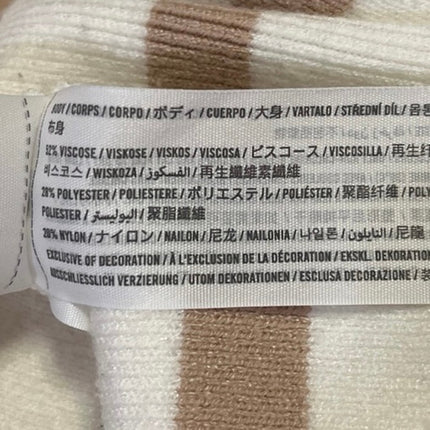 BODY / CORPS / CORPO / ボディ / CUERPO / 大身 / VARTALO / STŘEDNÍ DÍL / 몸통
布身
52% VISCOSE / VISKOSE / VISKOS / VISCOSA / ビスコース / VISCOSILLA / 再生纤
비스코스 / WISKOZA / الفسكوز / 再生纖維素纖維
28% POLYESTER / POLIESTERE / ポリエステル / POLIÉSTER / 聚酯纤维 / POLY
POLIESTER / البوليستر / 聚脂纖維
20% NYLON / ナイロン / NAILON / 尼龙 / NAILONIA / 나일론 / النايلون / 尼龍
EXCLUSIVE OF DECORATION / À L'EXCLUSION DE LA DÉCORATION / EKSKL. DEKORATION
AUSSCHLIESSLICH VERZIERUNG / UTOM DEKORATIONEN / ESCLUSA DECORAZIONE /